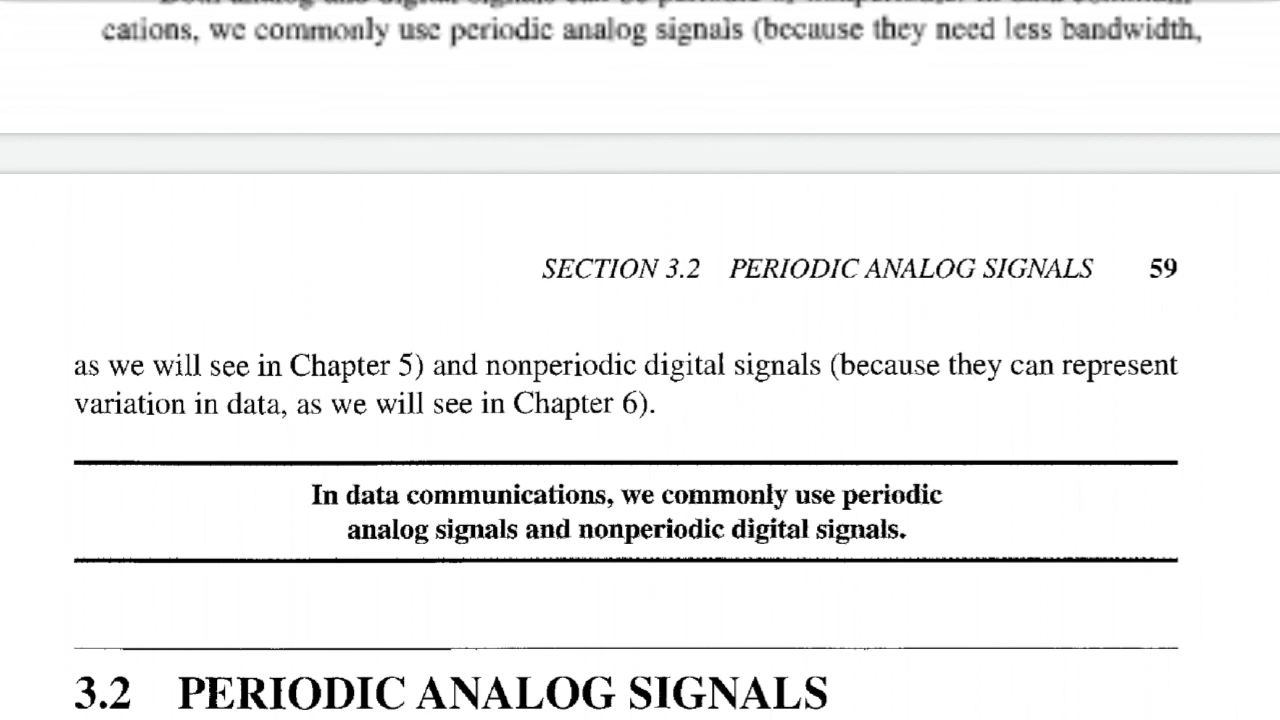 cations, we commonly use periodic analog signals (because they need less bandwidth,
SECTION 3.2 PERIODIC ANALOG SIGNALS 59
as we will see in Chapter 5) and nonperiodic digital signals (because they can represent
variation in data, as we will see in Chapter 6).
In data communications, we commonly use periodic
analog signals and nonperiodic digital signals.
3.2 PERIODIC ANALOG SIGNALS